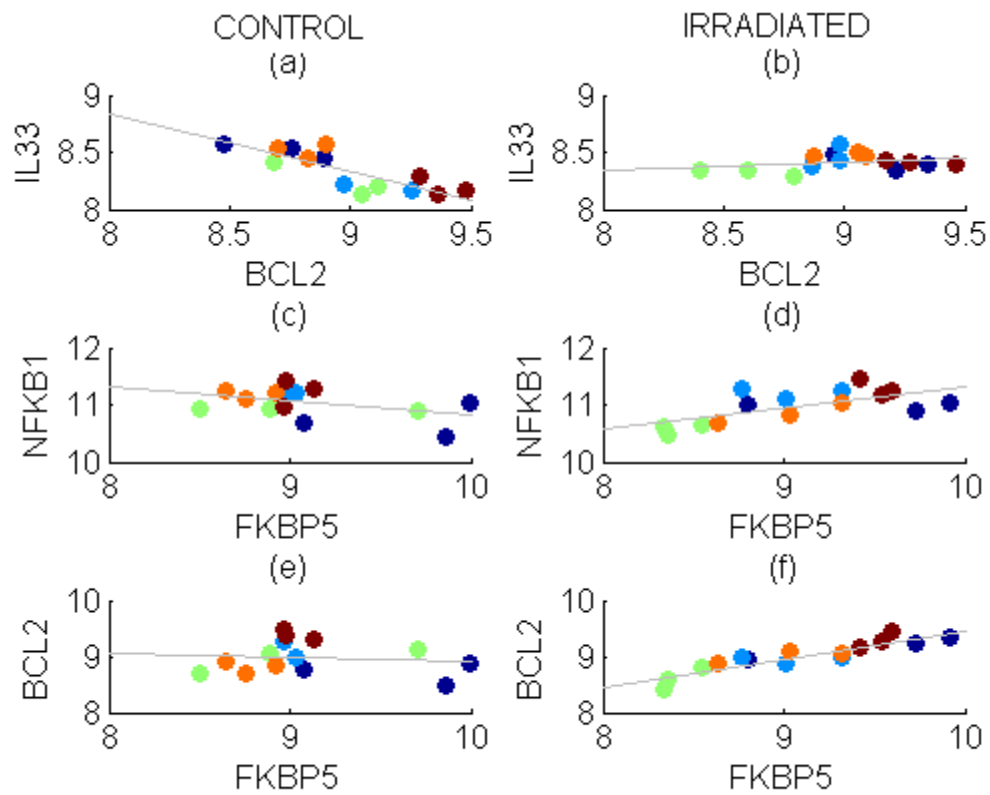 CONTROL
IRRADIATED
(a)
(b)
IL33
9
8.5
8
8
8.5
9
9.5
BCL2
IL33
9
8.5
8
8
8.5
9
9.5
BCL2
(c)
(d)
NFKB1
12
11
10
8
9
10
FKBP5
NFKB1
12
11
10
8
9
10
FKBP5
(e)
(f)
BCL2
10
9
8
8
9
10
FKBP5
BCL2
10
9
8
8
9
10
FKBP5